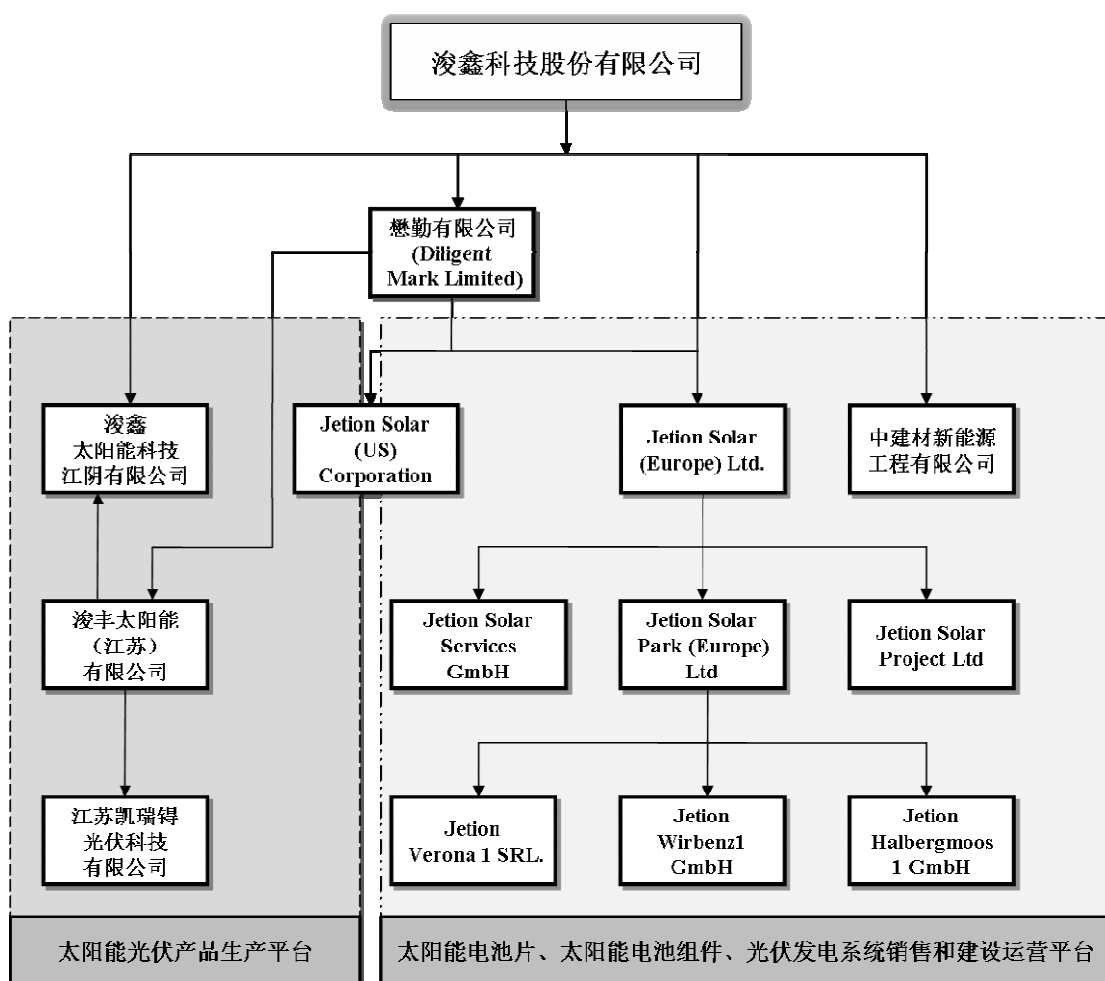 浚鑫科技股份有限公司
懋勤有限公司
(Diligent
Mark Limited)
浚鑫
太阳能科技
江阴有限公司
Jetion Solar
(US)
Corporation
Jetion Solar
(Europe) Ltd.
中建材新能源
工程有限公司
浚丰太阳能
（江苏）
有限公司
Jetion Solar
Services
GmbH
Jetion Solar
Park (Europe)
Ltd
Jetion Solar
Project Ltd
江苏凯瑞锝
光伏科技
有限公司
Jetion
Verona 1 SRL.
Jetion
Wirbenz1
GmbH
Jetion
Halbergmoos
1 GmbH
太阳能光伏产品生产平台
太阳能电池片、太阳能电池组件、光伏发电系统销售和建设运营平台